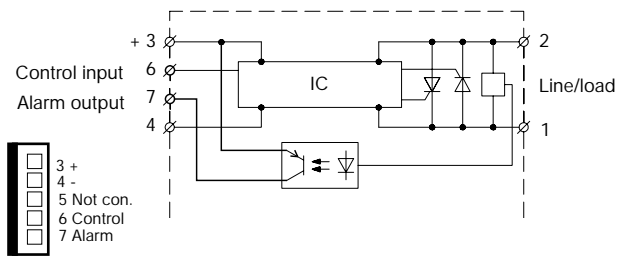 + 3
2
Control input
6
IC
Line/load
Alarm output
7
4
1
3 +
4 -
5 Not con.
6 Control
7 Alarm